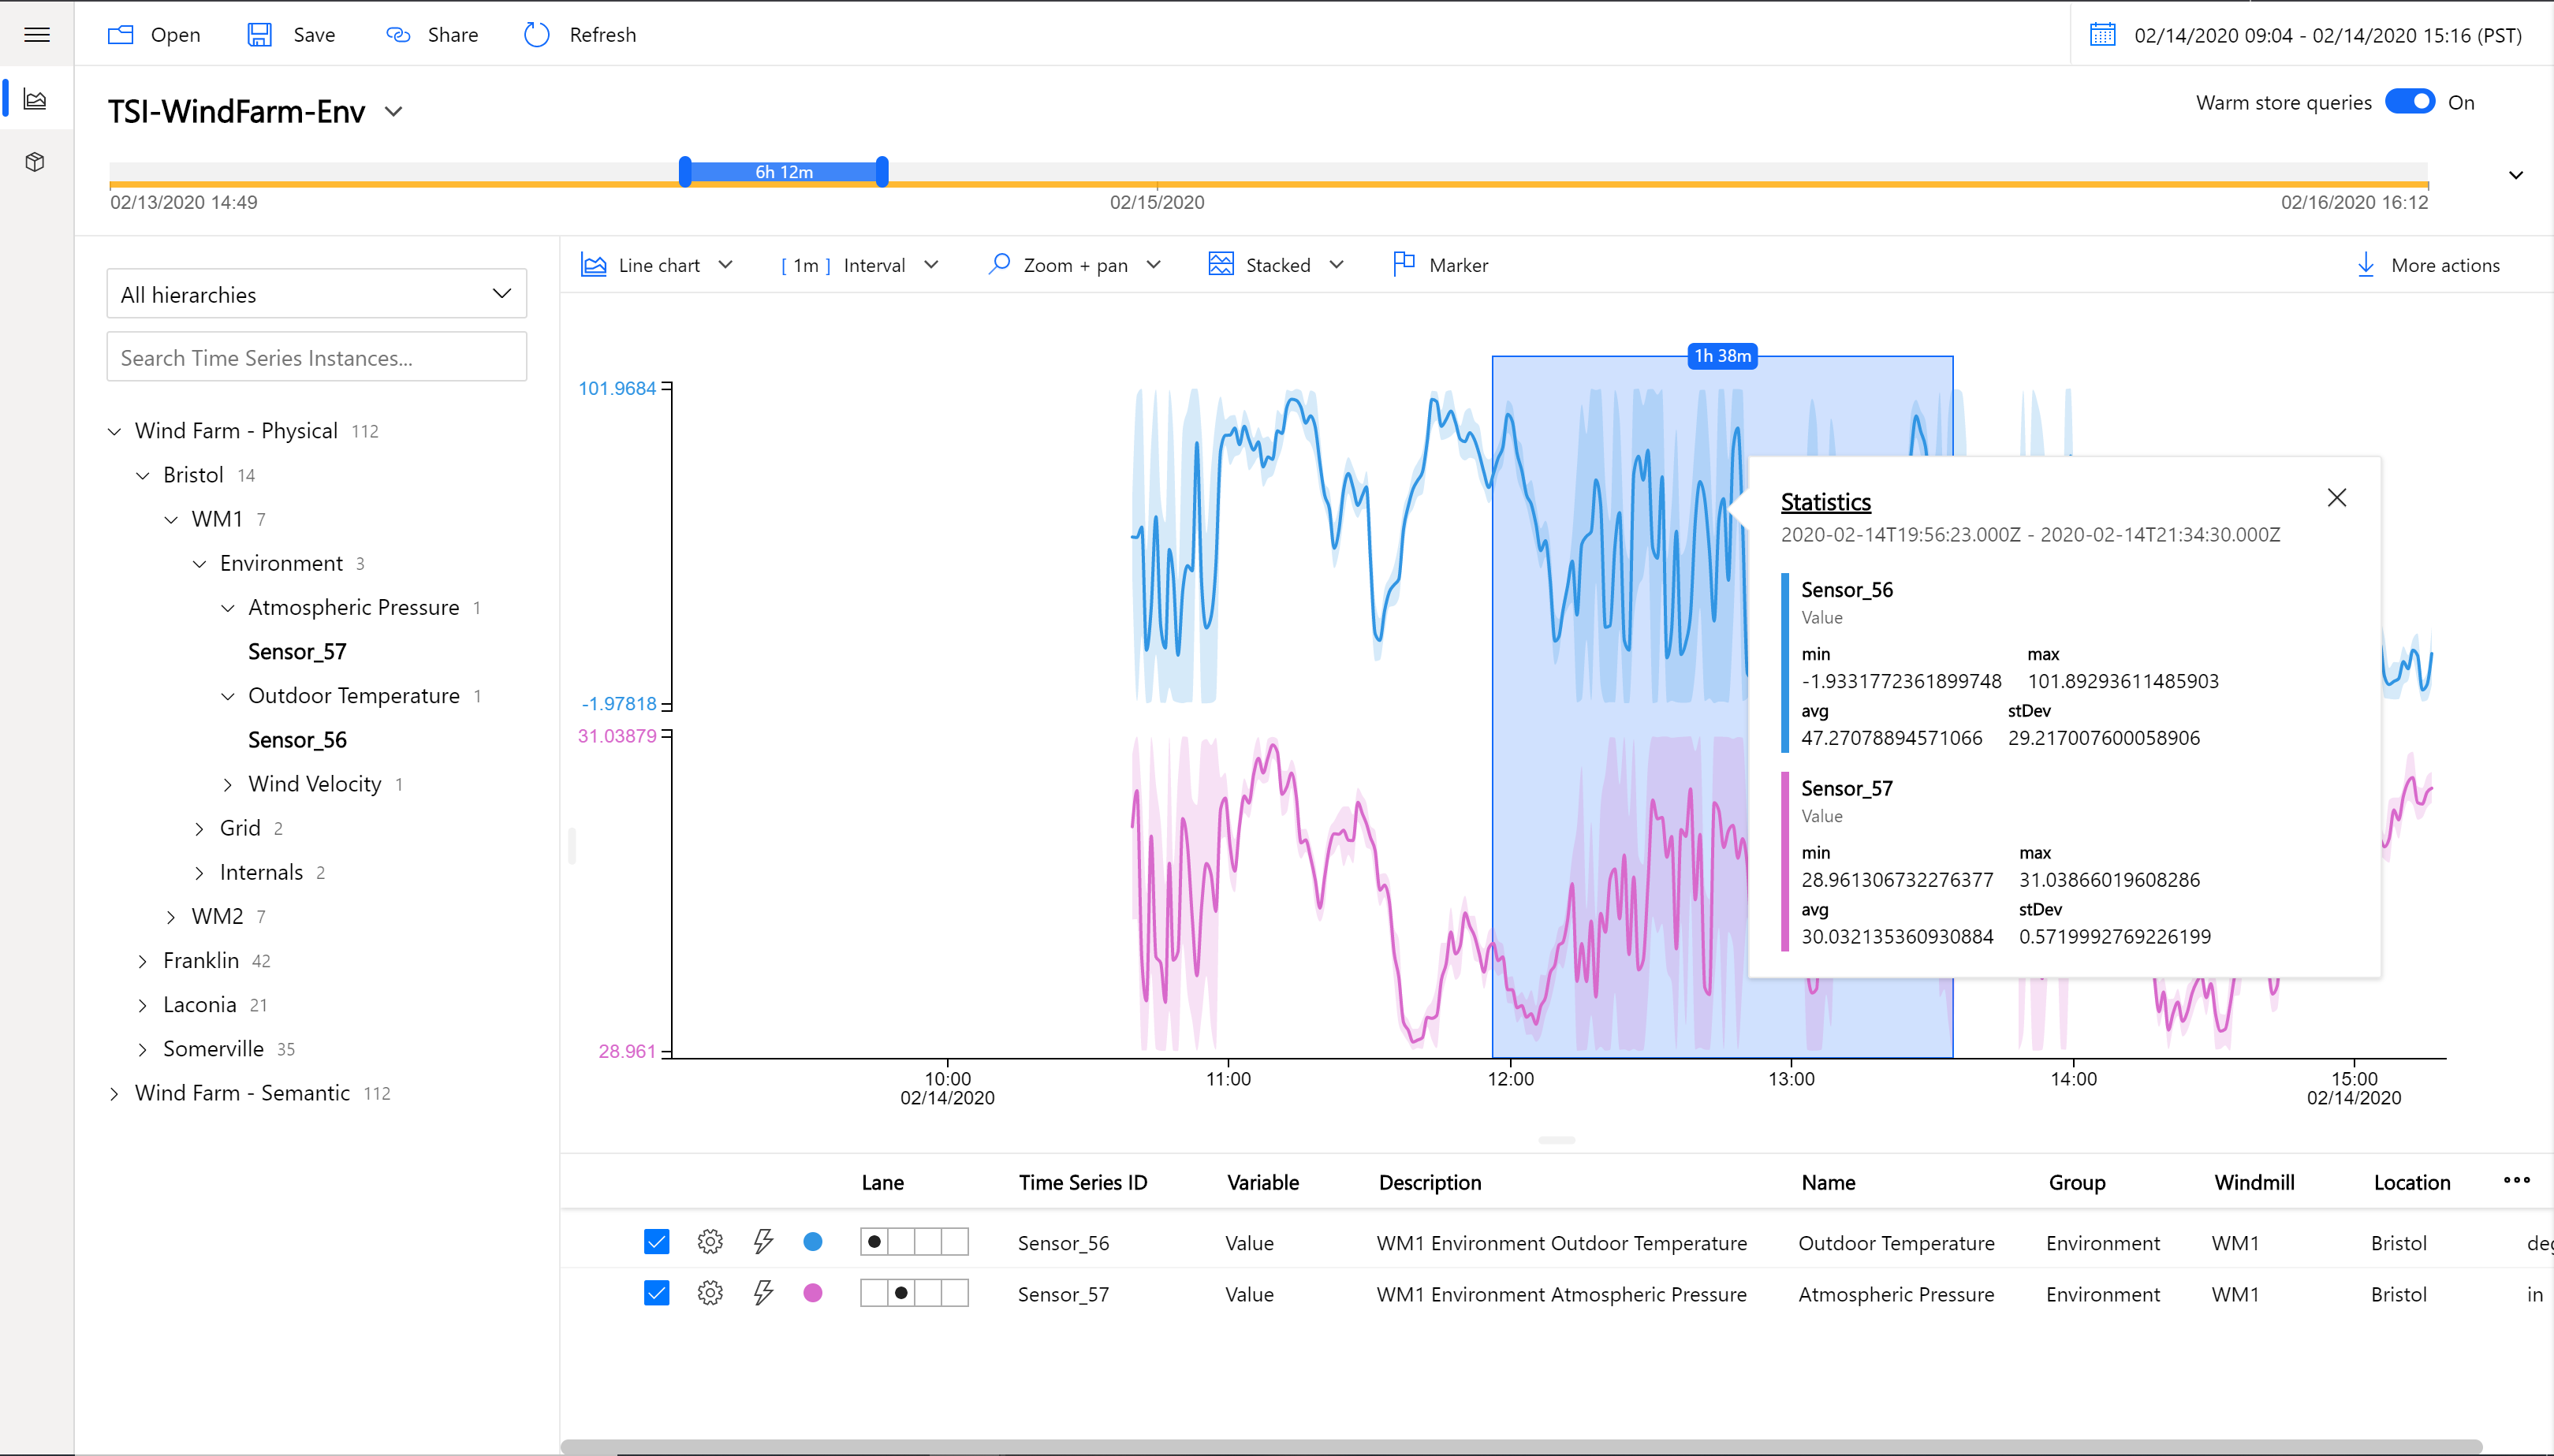 Open Save Share Refresh 02/14/2020 09:04 - 02/14/2020 15:16 (PST)
TSI-WindFarm-Env Warm store queries On
6h 12m
02/13/2020 14:49 02/15/2020 02/16/2020 16:12
Line chart [ 1m ] Interval Zoom + pan Stacked Marker More actions
All hierarchies
Search Time Series Instances...
Wind Farm - Physical 112
Bristol 14
WM1 7
Environment 3
Atmospheric Pressure 1
Sensor_57
Outdoor Temperature 1
Sensor_56
Wind Velocity 1
Grid 2
Internals 2
WM2 7
Franklin 42
Laconia 21
Somerville 35
Wind Farm - Semantic 112
1h 38m
101.9684
-1.97818
31.03879
28.961
Statistics
2020-02-14T19:56:23.000Z - 2020-02-14T21:34:30.000Z
Sensor_56
Value
min max
-1.9331772361899748 101.89293611485903
avg stDev
47.27078894571066 29.217007600058906
Sensor_57
Value
min max
28.961306732276377 31.03866019608286
avg stDev
30.032135360930884 0.5719992769226199
10:00 11:00 12:00 13:00 14:00 15:00
02/14/2020 02/14/2020
Lane Time Series ID Variable Description Name Group Windmill Location
Sensor_56 Value WM1 Environment Outdoor Temperature Outdoor Temperature Environment WM1 Bristol
Sensor_57 Value WM1 Environment Atmospheric Pressure Atmospheric Pressure Environment WM1 Bristol in